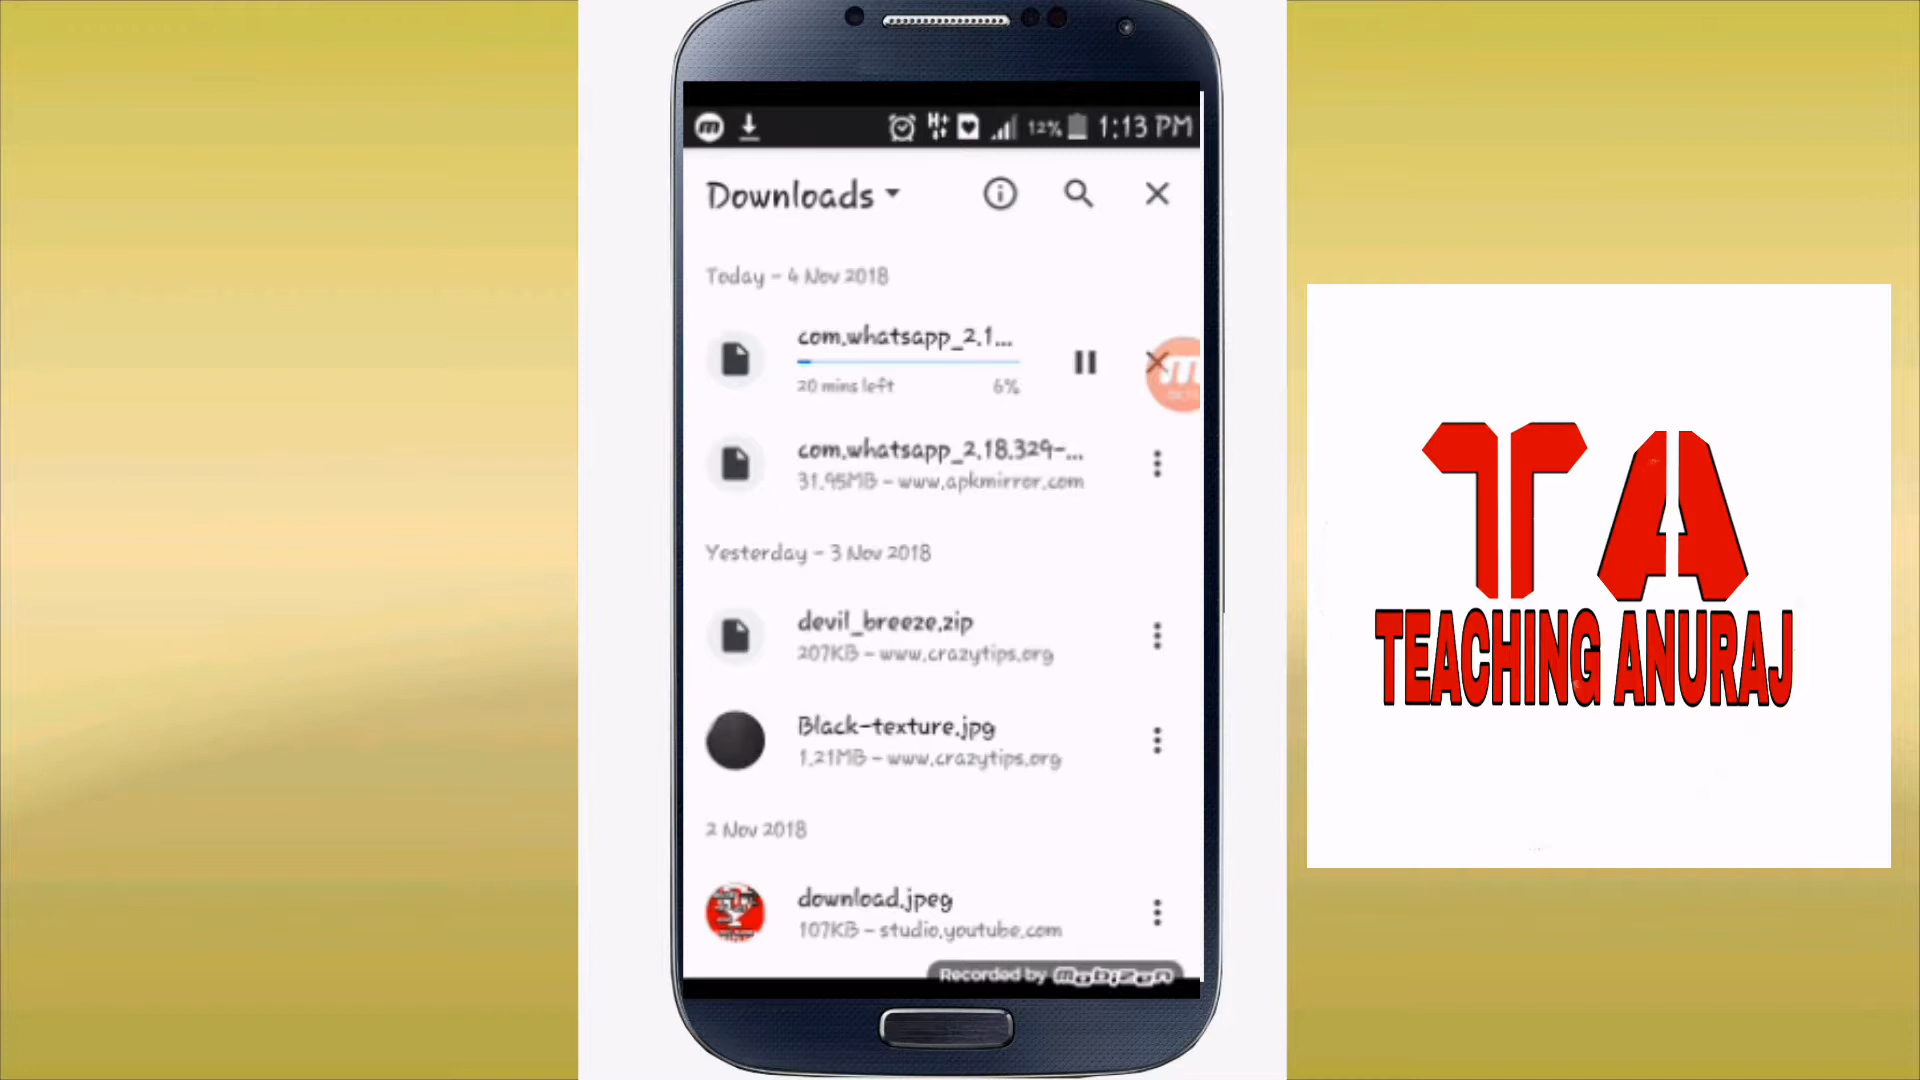 12% 1:13 PM
Downloads
Today - 4 Nov 2018
com.whatsapp_2.1...
20 mins left 6%
com.whatsapp_2.18.329-...
31.95MB - www.apkmirror.com
Yesterday - 3 Nov 2018
devil_breeze.zip
207KB - www.crazytips.org
Black-texture.jpg
1.21MB - www.crazytips.org
2 Nov 2018
download.jpeg
107KB - studio.youtube.com
Recorded by mobizen
TA
TEACHING ANURAJ